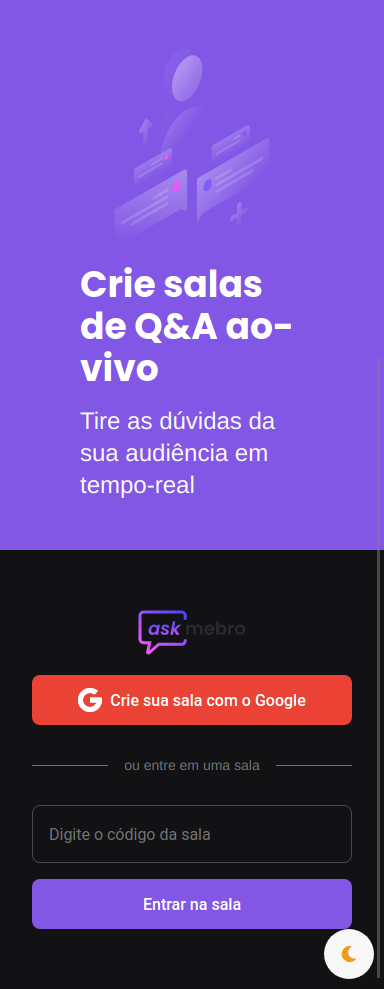 Crie salas
de Q&A ao-
vivo
Tire as dúvidas da
sua audiência em
tempo-real
ask mebro
Crie sua sala com o Google
ou entre em uma sala
Digite o código da sala
Entrar na sala